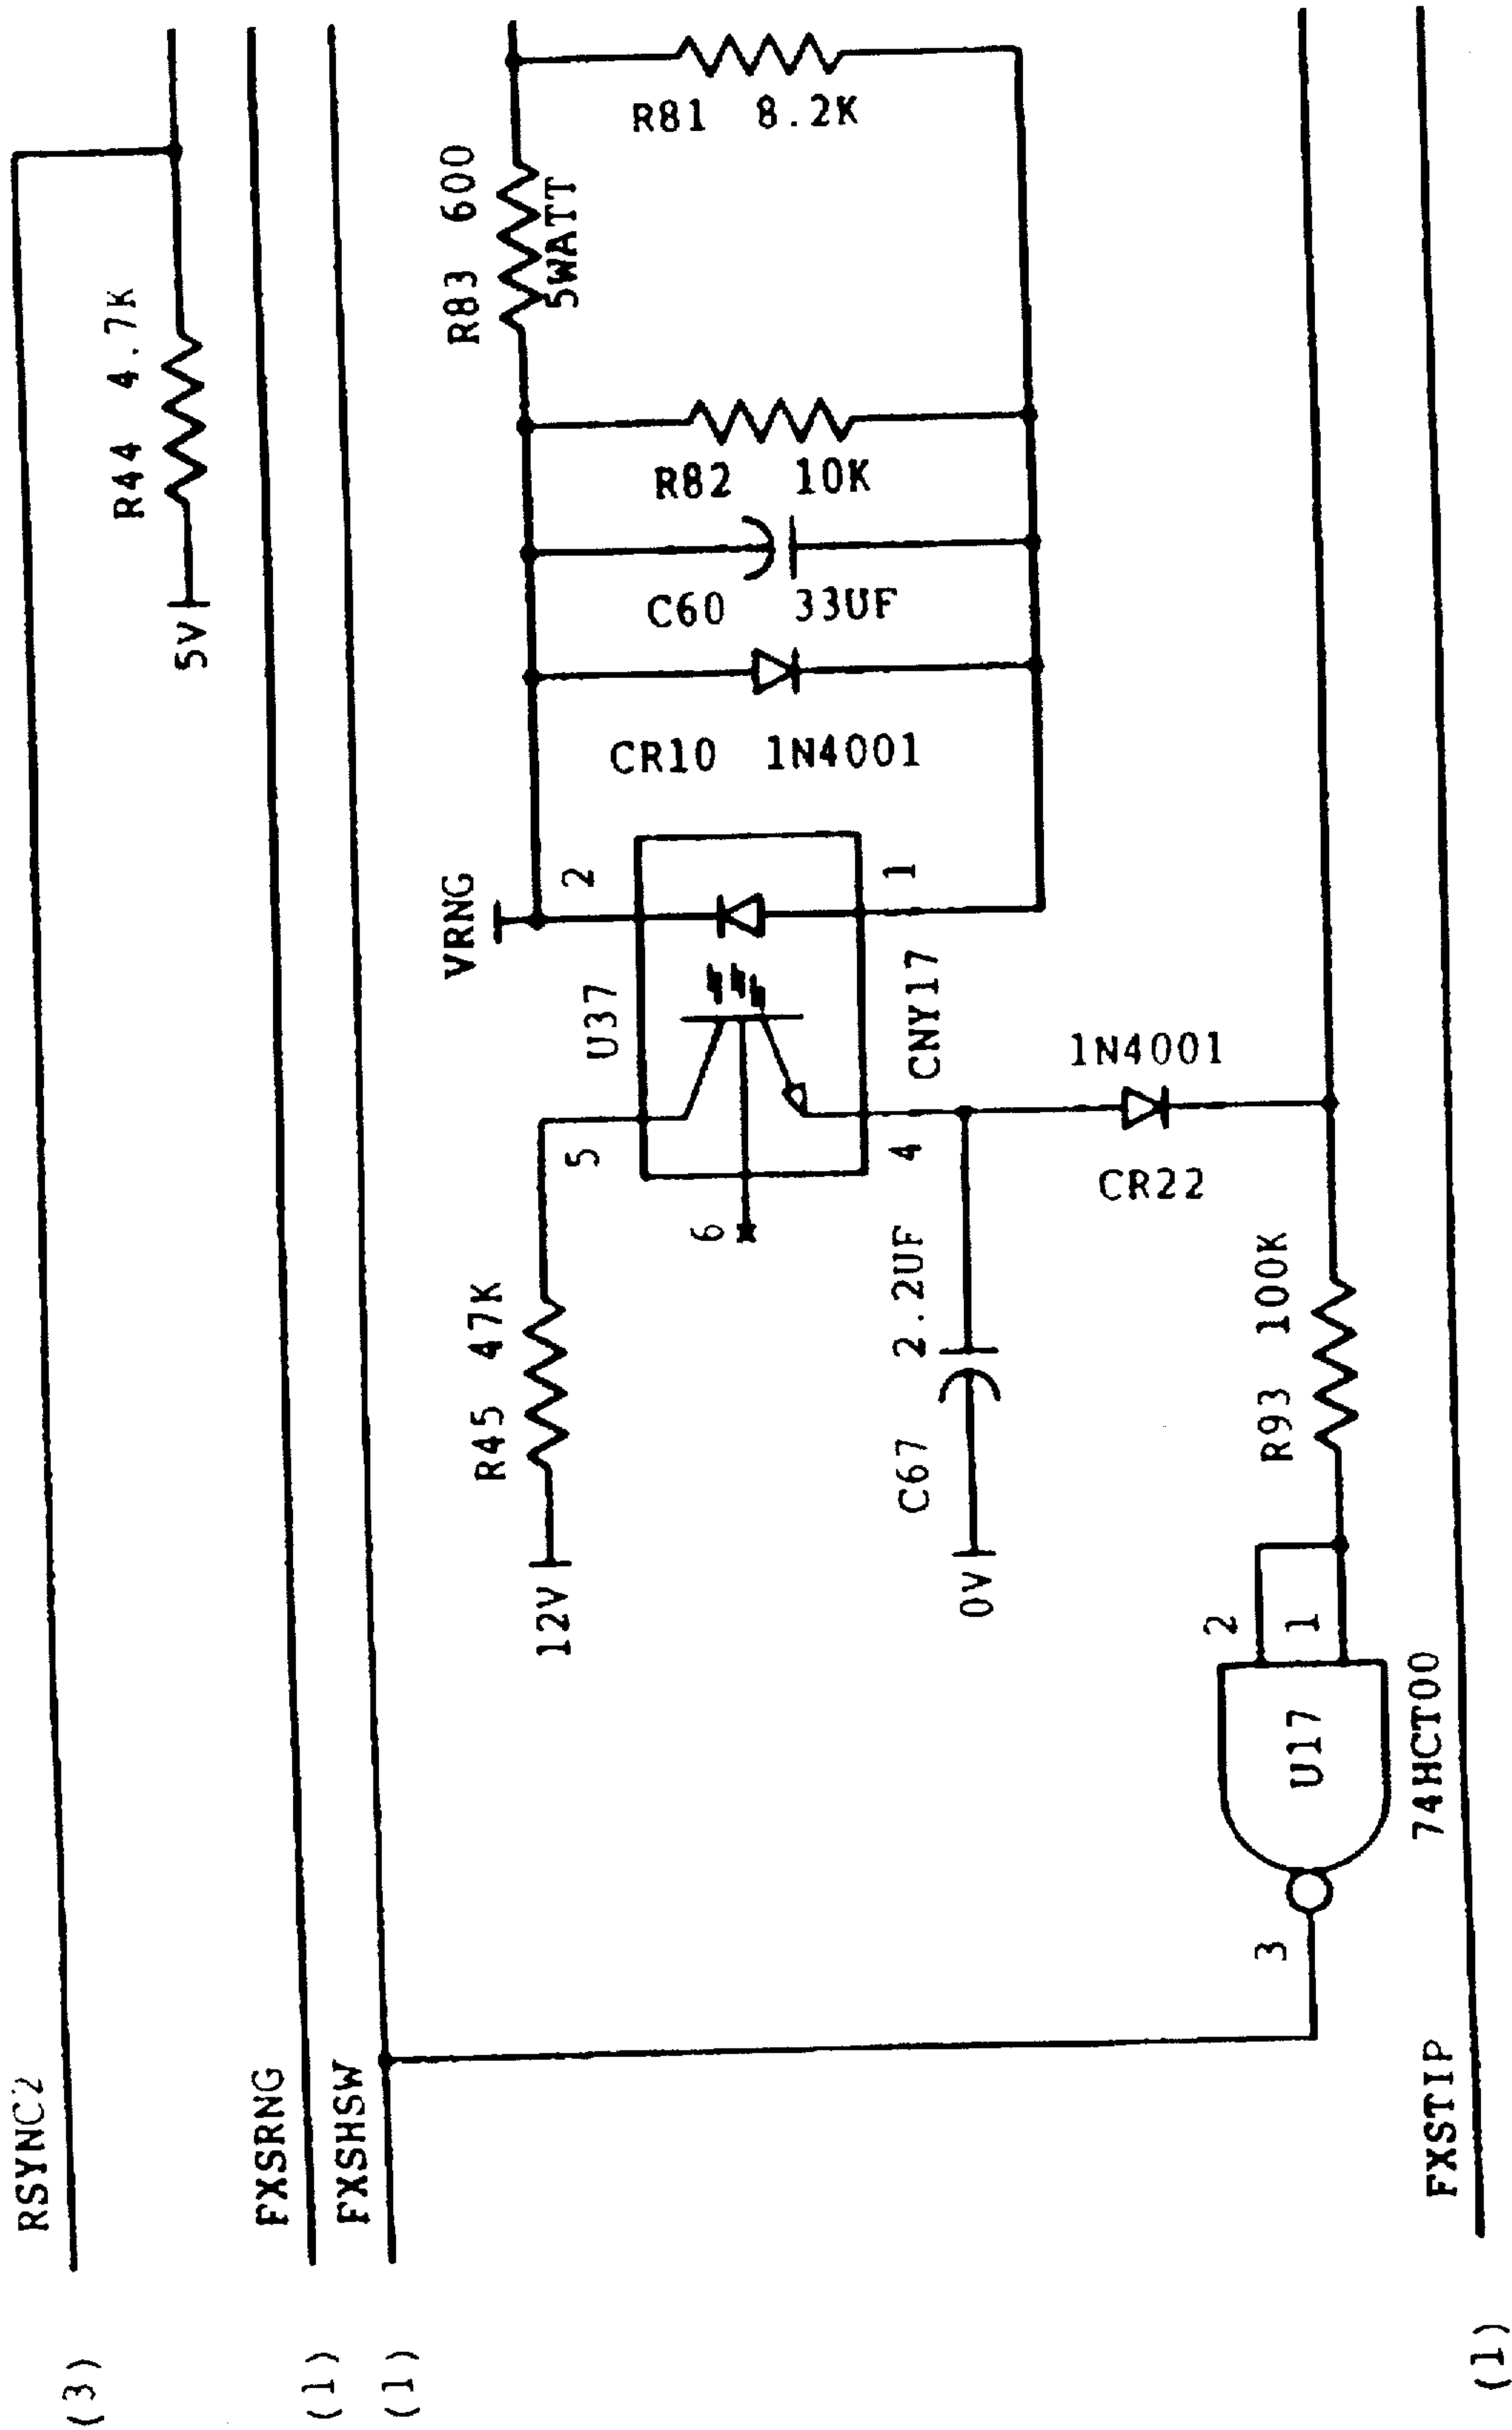 (3)
RSYNC2
(1)
FXSRNG
(1)
FXSHSW
5V
R44 4.7K
12V
R45 47K
5
U37
VRNG
2
R83 600
5WATT
6
CR10 1N4001
C60 33UF
R82 10K
R81 8.2K
0V
C67 2.2UF
4
CNY17
1
CR22
1N4001
R93 100K
3
2
1
U17
74HCT00
(1)
FXSTIP